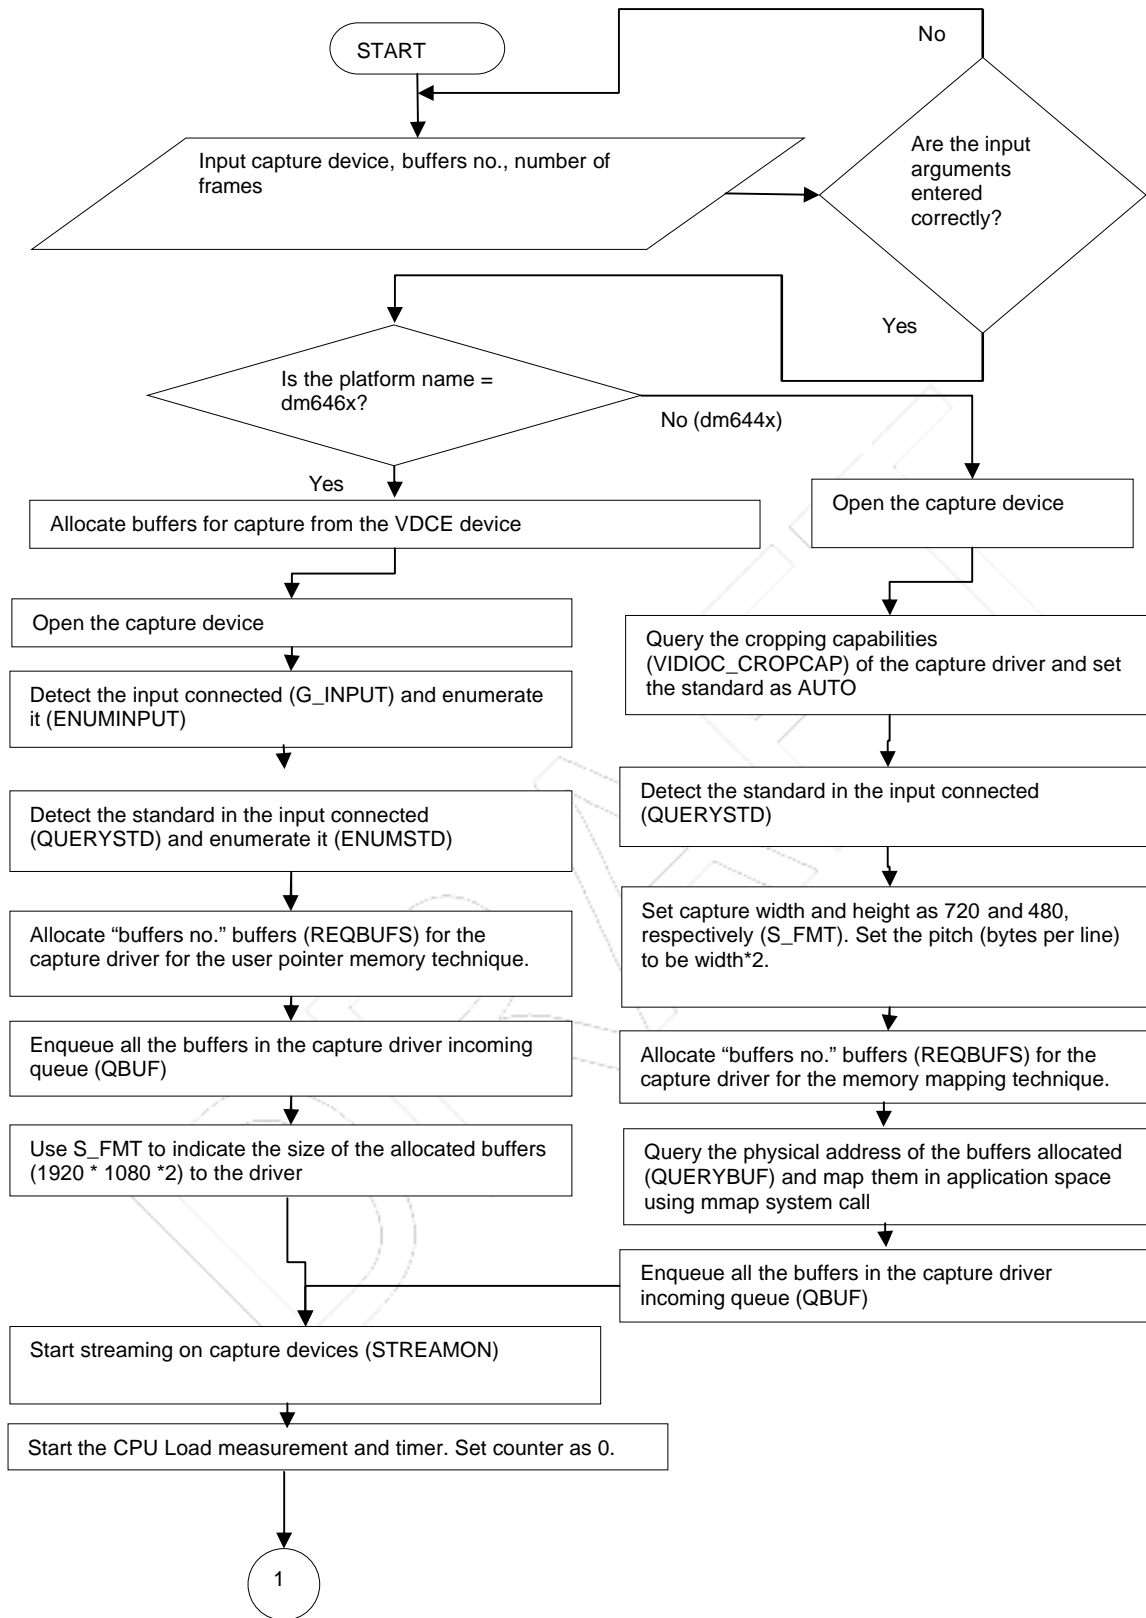 START
No
Input capture device, buffers no., number of
frames
Are the input
arguments
entered
correctly?
Yes
Is the platform name =
dm646x?
No (dm644x)
Yes
Allocate buffers for capture from the VDCE device
Open the capture device
Detect the input connected (G_INPUT) and enumerate
it (ENUMINPUT)
Detect the standard in the input connected
(QUERYSTD) and enumerate it (ENUMSTD)
Allocate “buffers no.” buffers (REQBUFS) for the
capture driver for the user pointer memory technique.
Enqueue all the buffers in the capture driver incoming
queue (QBUF)
Use S_FMT to indicate the size of the allocated buffers
(1920 * 1080 *2) to the driver
Open the capture device
Query the cropping capabilities
(VIDIOC_CROPCAP) of the capture driver and set
the standard as AUTO
Detect the standard in the input connected
(QUERYSTD)
Set capture width and height as 720 and 480,
respectively (S_FMT). Set the pitch (bytes per line)
to be width*2.
Allocate “buffers no.” buffers (REQBUFS) for the
capture driver for the memory mapping technique.
Query the physical address of the buffers allocated
(QUERYBUF) and map them in application space
using mmap system call
Enqueue all the buffers in the capture driver
incoming queue (QBUF)
Start streaming on capture devices (STREAMON)
Start the CPU Load measurement and timer. Set counter as 0.
1
DRAFT